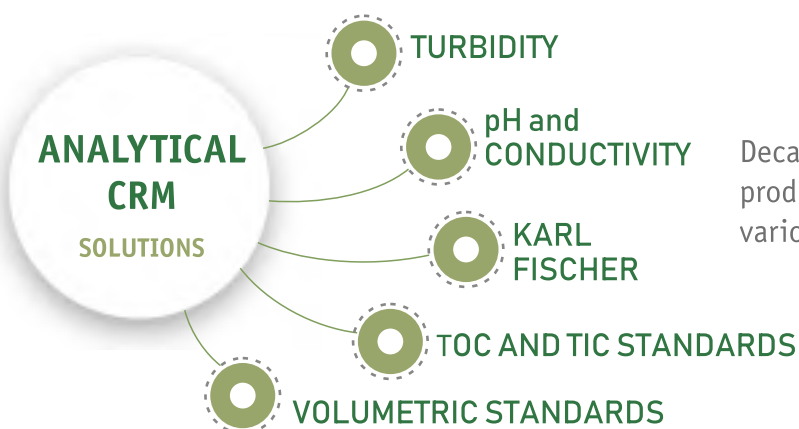 ANALYTICAL
CRM
SOLUTIONS
TURBIDITY
pH and
CONDUCTIVITY
KARL
FISCHER
TOC AND TIC STANDARDS
VOLUMETRIC STANDARDS